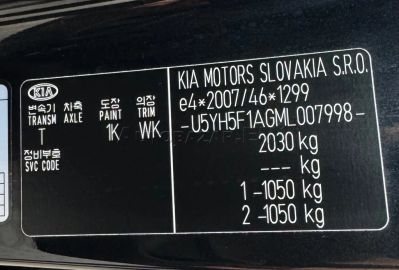 KIA
변속기 차축 도장 의장
TRANSM AXLE PAINT TRIM
T 1K WK
정비부호
SVC CODE
KIA MOTORS SLOVAKIA S.R.O.
e4*2007/46*1299
-U5YH5F1AGML007998-
2030 kg
--- kg
1-1050 kg
2-1050 kg